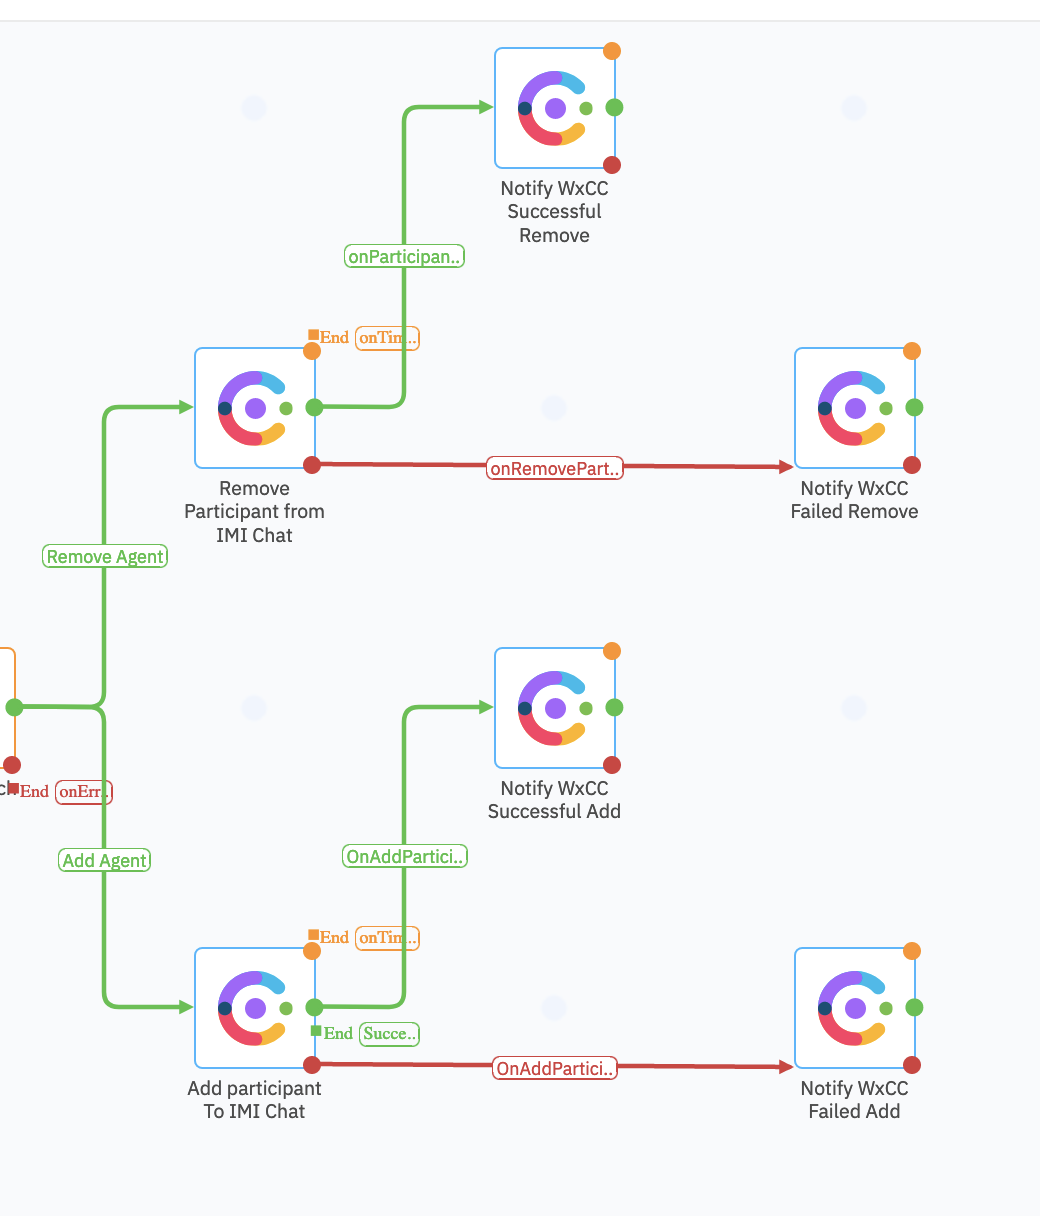 Notify WxCC
Successful
Remove
onParticipan..
End onTim..
onRemovePart..
Remove
Participant from
IMI Chat
Notify WxCC
Failed Remove
Remove Agent
Notify WxCC
Successful Add
End onErr..
OnAddPartici..
Add Agent
End onTim..
End Succe..
OnAddPartici..
Add participant
To IMI Chat
Notify WxCC
Failed Add